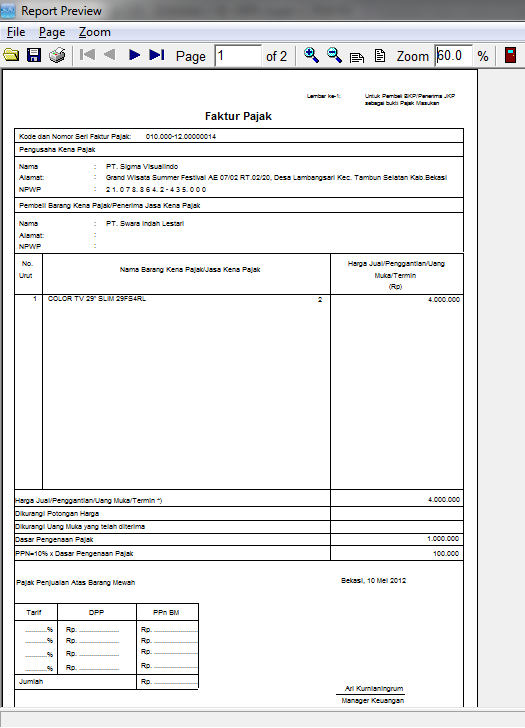 Report Preview
File Page Zoom
Page 1 of 2 Zoom 60.0 %
Lembar ke-1: Untuk Pembeli BKP/Penerima JKP
sebagai bukti Pajak Masukan
Faktur Pajak
Kode dan Nomor Seri Faktur Pajak: 010.000-12.00000014
Pengusaha Kena Pajak
Nama : PT. Sigma Visualindo
Alamat: : Grand Wisata Summer Festival AE 07/02 RT.02/20, Desa Lambangsari Kec. Tambun Selatan Kab.Bekasi
NPWP : 2 1. 0 7 8. 8 6 4. 2 - 4 3 5. 0 0 0
Pembeli Barang Kena Pajak/Penerima Jasa Kena Pajak
Nama : PT. Swara Indah Lestari
Alamat: :
NPWP :
No. Urut Nama Barang Kena Pajak/Jasa Kena Pajak Harga Jual/Penggantian/Uang Muka/Termin (Rp)
1 COLOR TV 29" SLIM 29FS4RL 2 4.000.000
Harga Jual/Penggantian/Uang Muka/Termin *) 4.000.000
Dikurangi Potongan Harga
Dikurangi Uang Muka yang telah diterima
Dasar Pengenaan Pajak 1.000.000
PPN=10% x Dasar Pengenaan Pajak 100.000
Pajak Penjualan Atas Barang Mewah Bekasi, 10 Mei 2012
Tarif DPP PPn BM
..........% Rp. .................... Rp. ....................
..........% Rp. .................... Rp. ....................
..........% Rp. .................... Rp. ....................
..........% Rp. .................... Rp. ....................
Jumlah Rp. ....................
Ari Kurnianingrum
Manager Keuangan